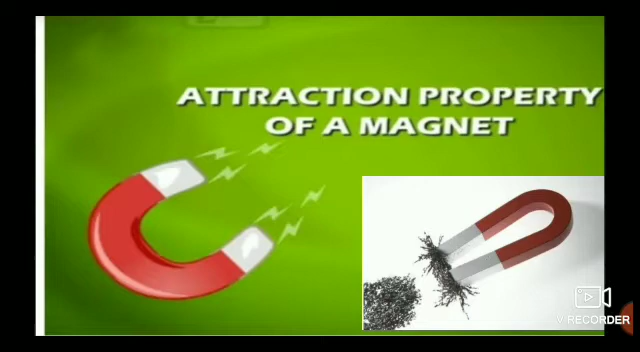 ATTRACTION PROPERTY
OF A MAGNET
V RECORDER